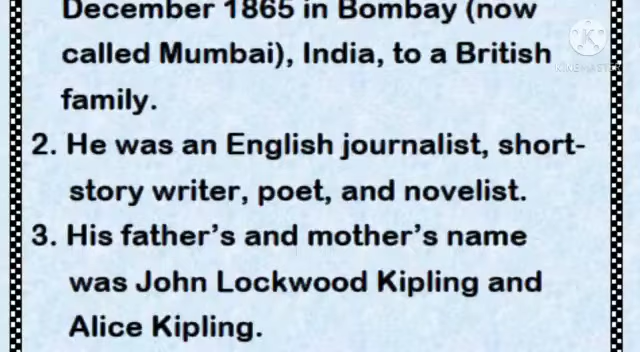 December 1865 in Bombay (now
called Mumbai), India, to a British
family.
2. He was an English journalist, short-
story writer, poet, and novelist.
3. His father's and mother's name
was John Lockwood Kipling and
Alice Kipling.
K
KINEMASTER